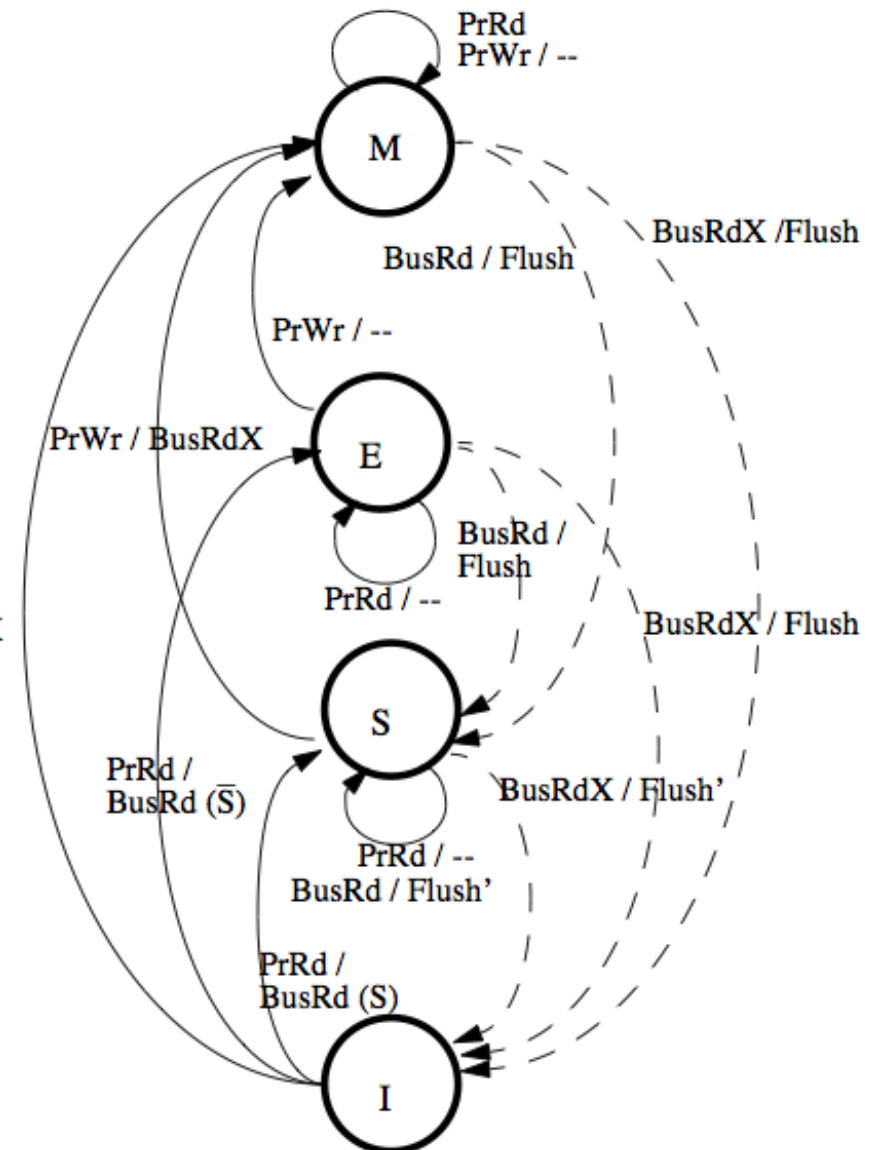 PrRd
PrWr / --
M
BusRdX /Flush
BusRd / Flush
PrWr / --
PrWr / BusRdX
E
BusRd /
Flush
PrRd / --
BusRdX / Flush
S
PrRd /
BusRd (S̅)
BusRdX / Flush’
PrRd / --
BusRd / Flush’
PrRd /
BusRd (S)
I